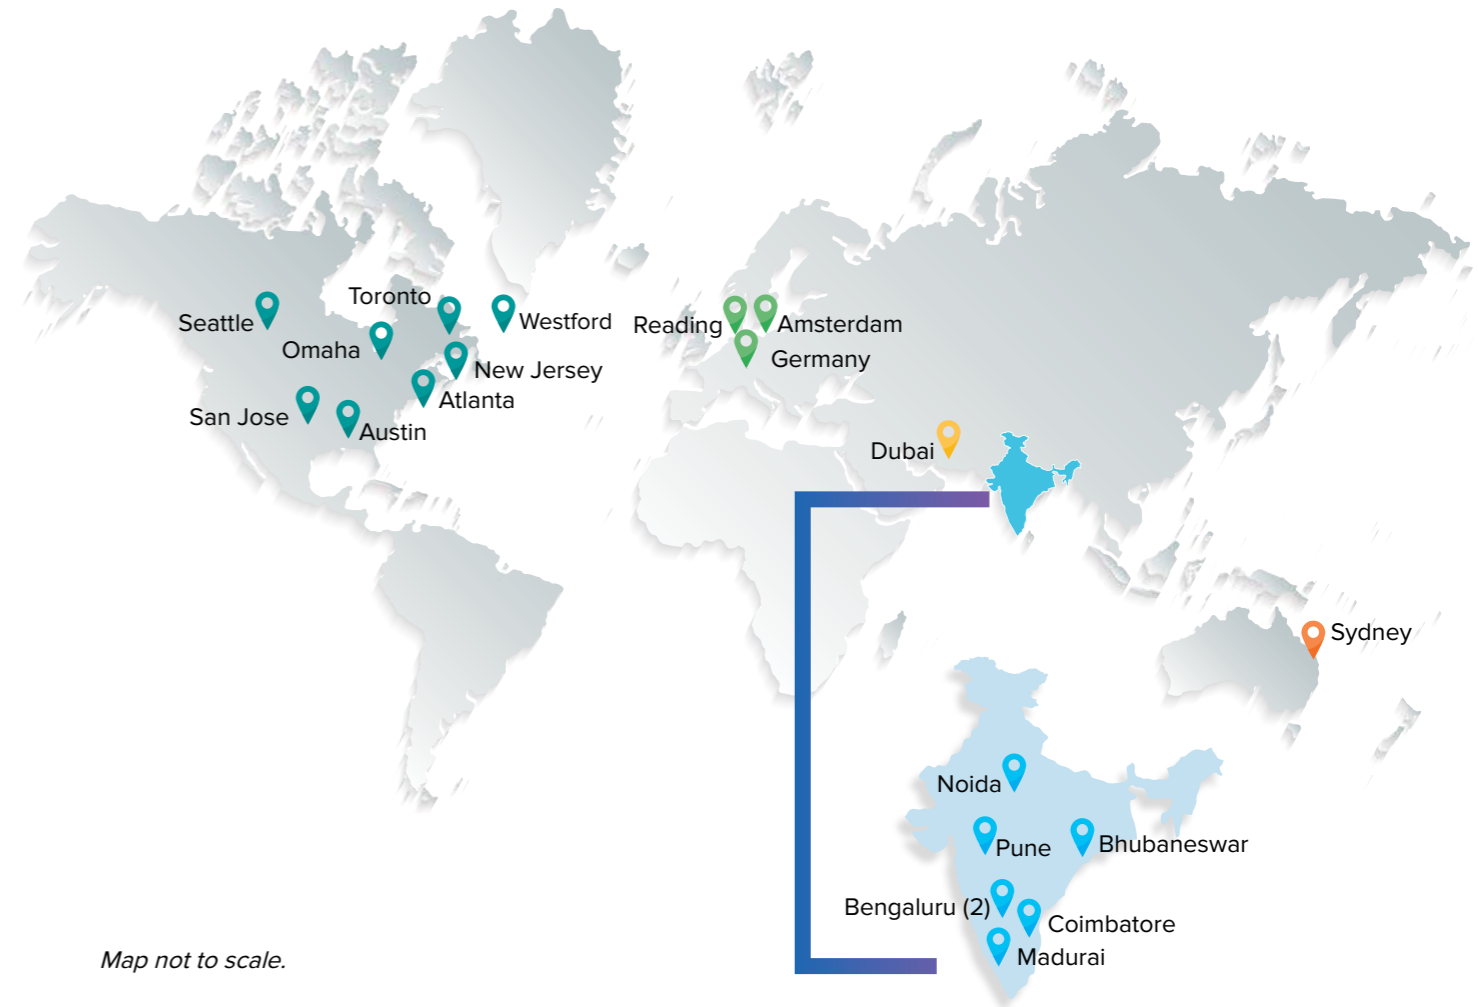 Toronto
Seattle
Westford
Omaha
New Jersey
Atlanta
San Jose
Austin
Reading
Amsterdam
Germany
Dubai
Sydney
Noida
Pune
Bhubaneswar
Bengaluru (2)
Coimbatore
Madurai
Map not to scale.